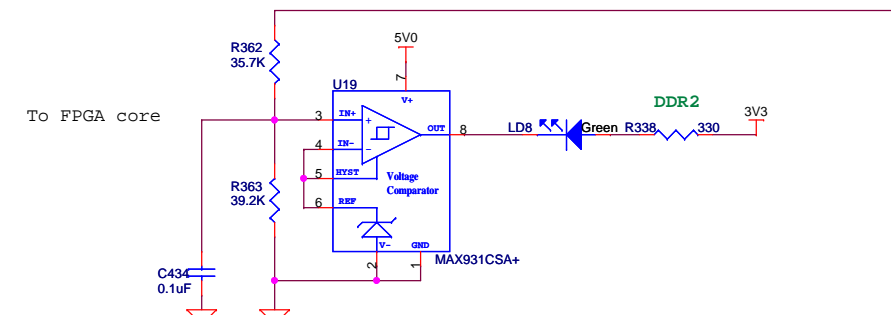 R362
35.7K
5V0
7
U19
V+
DDR2
3V3
To FPGA core
3
IN+
+
OUT
8
LD8
Green
R338
330
4
IN-
-
5
HYST
Voltage
Comparator
R363
39.2K
6
REF
V-
GND
MAX931CSA+
2
1
C434
0.1uF